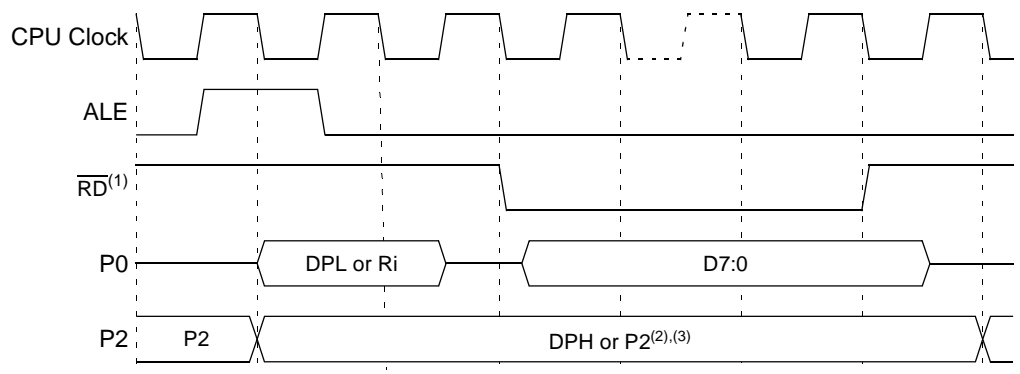 CPU Clock
ALE
RD(1)
P0 DPL or Ri D7:0
P2 P2 DPH or P2(2),(3)